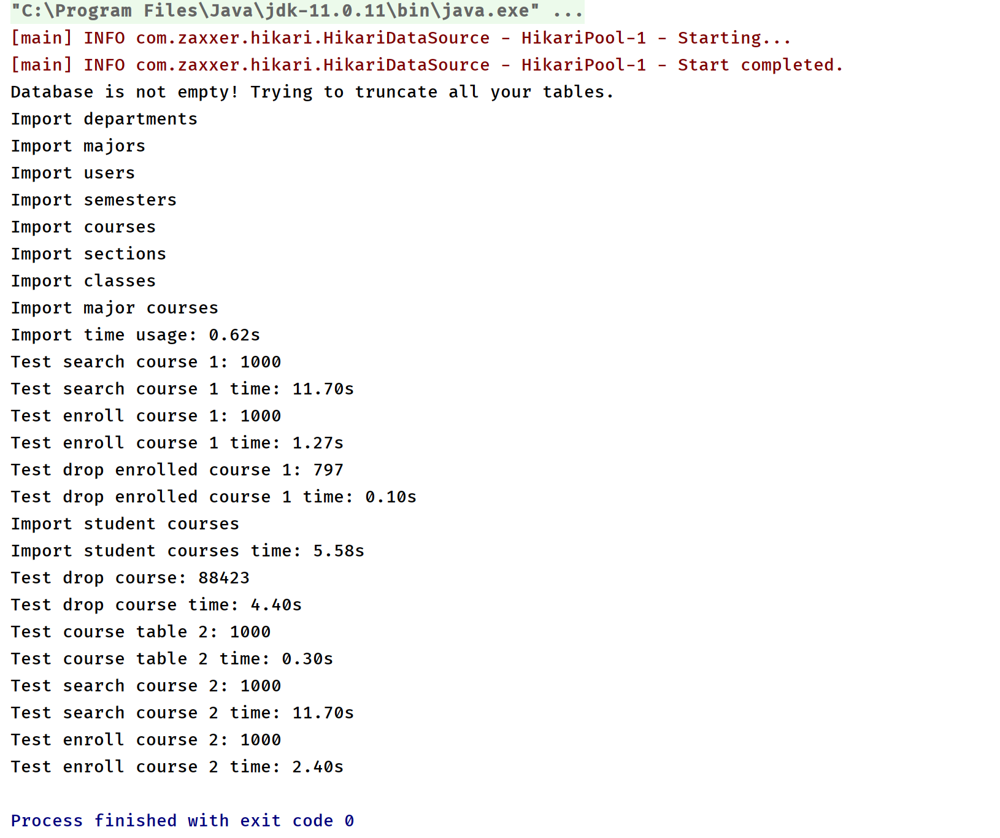 "C:\Program Files\Java\jdk-11.0.11\bin\java.exe" ...
[main] INFO com.zaxxer.hikari.HikariDataSource - HikariPool-1 - Starting...
[main] INFO com.zaxxer.hikari.HikariDataSource - HikariPool-1 - Start completed.
Database is not empty! Trying to truncate all your tables.
Import departments
Import majors
Import users
Import semesters
Import courses
Import sections
Import classes
Import major courses
Import time usage: 0.62s
Test search course 1: 1000
Test search course 1 time: 11.70s
Test enroll course 1: 1000
Test enroll course 1 time: 1.27s
Test drop enrolled course 1: 797
Test drop enrolled course 1 time: 0.10s
Import student courses
Import student courses time: 5.58s
Test drop course: 88423
Test drop course time: 4.40s
Test course table 2: 1000
Test course table 2 time: 0.30s
Test search course 2: 1000
Test search course 2 time: 11.70s
Test enroll course 2: 1000
Test enroll course 2 time: 2.40s
Process finished with exit code 0